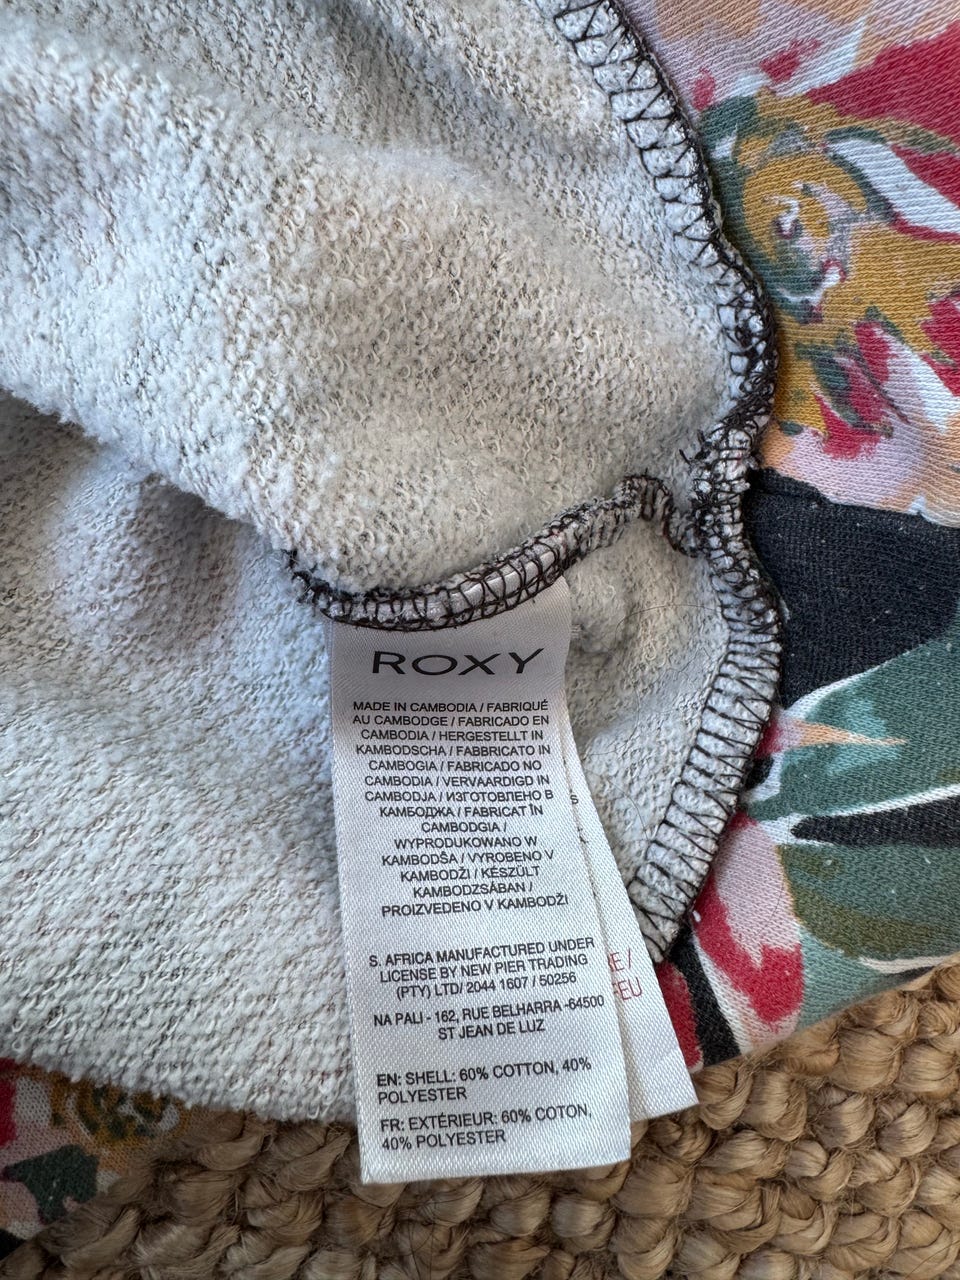 ROXY
MADE IN CAMBODIA / FABRIQUÉ
AU CAMBODGE / FABRICADO EN
CAMBODIA / HERGESTELLT IN
KAMBODSCHA / FABBRICATO IN
CAMBOGIA / FABRICADO NO
CAMBODIA / VERVAARDIGD IN
CAMBODJA / ИЗГОТОВЛЕНО В
КАМБОДЖА / FABRICAT ÎN
CAMBODGIA /
WYPRODUKOWANO W
KAMBODŠA / VYROBENO V
KAMBODŽI / KÉSZÜLT
KAMBODZSÁBAN /
PROIZVEDENO V KAMBODŽI
S. AFRICA MANUFACTURED UNDER
LICENSE BY NEW PIER TRADING
(PTY) LTD/ 2044 1607 / 50256
NA PALI - 162, RUE BELHARRA -64500
ST JEAN DE LUZ
EN: SHELL: 60% COTTON, 40%
POLYESTER
FR: EXTÉRIEUR: 60% COTON,
40% POLYESTER